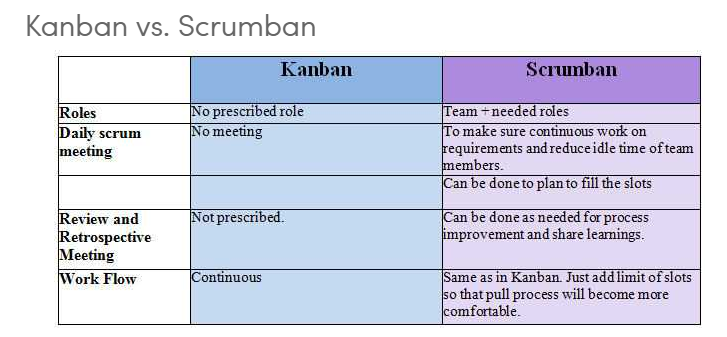 Kanban vs. Scrumban
Kanban Scrumban
Roles No prescribed role Team + needed roles
Daily scrum
meeting
No meeting
To make sure continuous work on
requirements and reduce idle time of team
members.
Can be done to plan to fill the slots
Review and
Retrospective
Meeting
Not prescribed.
Can be done as needed for process
improvement and share learnings.
Work Flow
Continuous
Same as in Kanban. Just add limit of slots
so that pull process will become more
comfortable.